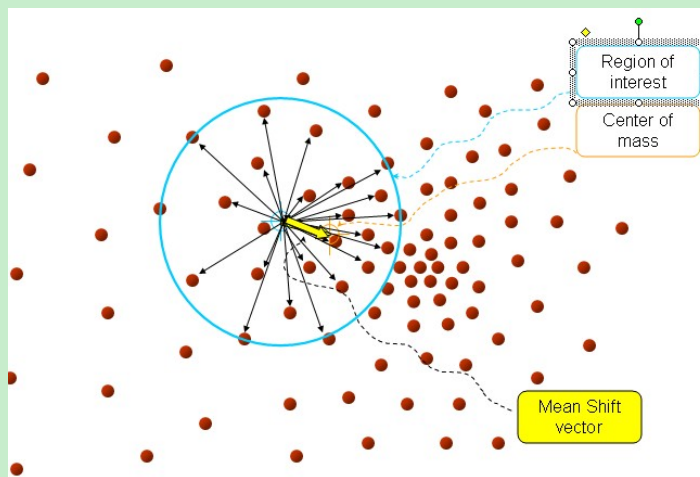 Region of
interest
Center of
mass
Mean Shift
vector